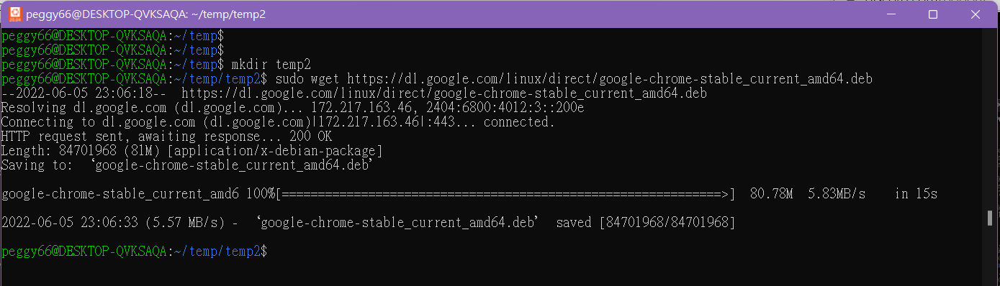 peggy66@DESKTOP-QVKSAQA: ~/temp/temp2
peggy66@DESKTOP-QVKSAQA:~/temp$
peggy66@DESKTOP-QVKSAQA:~/temp$
peggy66@DESKTOP-QVKSAQA:~/temp$ mkdir temp2
peggy66@DESKTOP-QVKSAQA:~/temp/temp2$ sudo wget https://dl.google.com/linux/direct/google-chrome-stable_current_amd64.deb
--2022-06-05 23:06:18--  https://dl.google.com/linux/direct/google-chrome-stable_current_amd64.deb
Resolving dl.google.com (dl.google.com)... 172.217.163.46, 2404:6800:4012:3::200e
Connecting to dl.google.com (dl.google.com)|172.217.163.46|:443... connected.
HTTP request sent, awaiting response... 200 OK
Length: 84701968 (81M) [application/x-debian-package]
Saving to: ‘google-chrome-stable_current_amd64.deb’
google-chrome-stable_current_amd6 100%[=============================================================>]  80.78M  5.83MB/s    in 15s
2022-06-05 23:06:33 (5.57 MB/s) - ‘google-chrome-stable_current_amd64.deb’ saved [84701968/84701968]
peggy66@DESKTOP-QVKSAQA:~/temp/temp2$